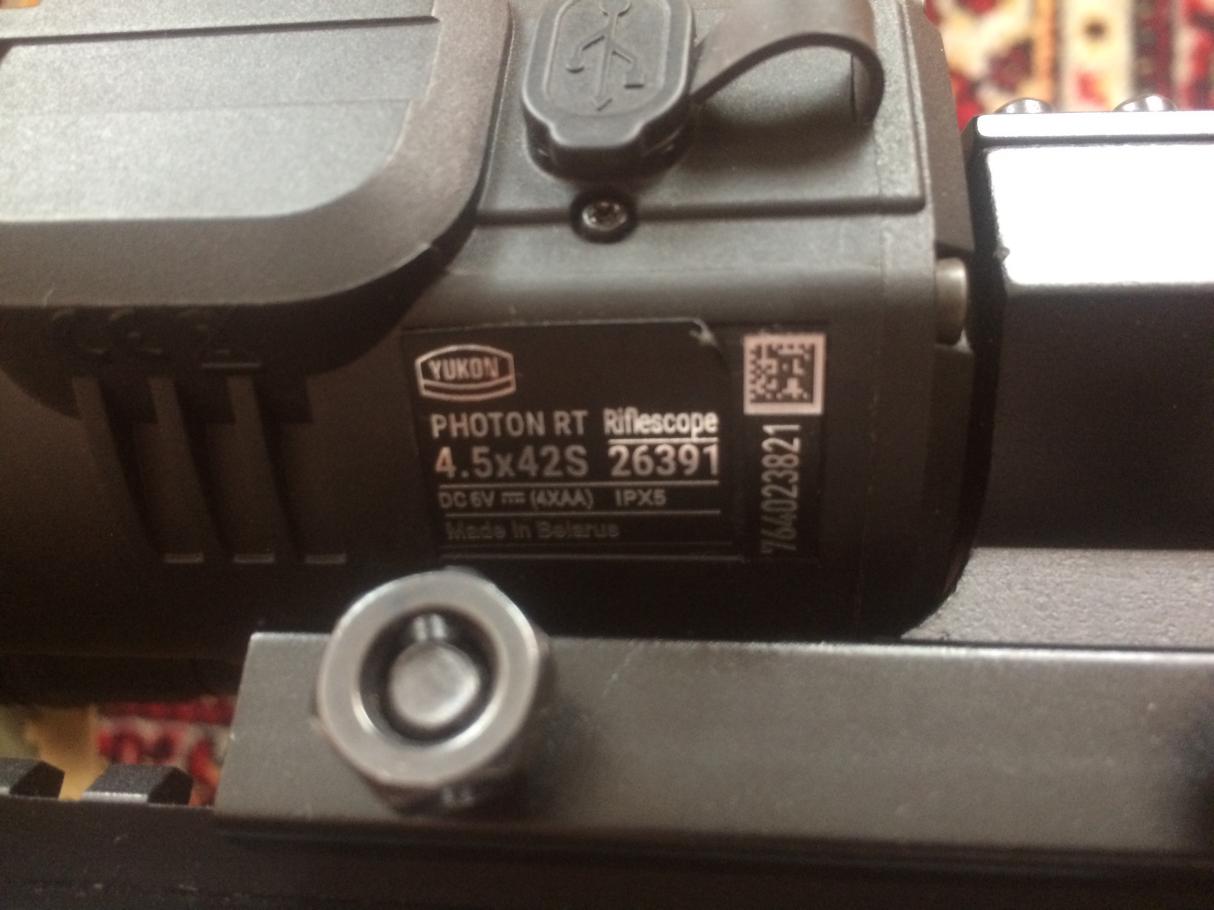 YUKON
PHOTON RT Riflescope
4.5x42S 26391
DC 6V ⎓ (4XAA) IPX5
Made in Belarus
764023821